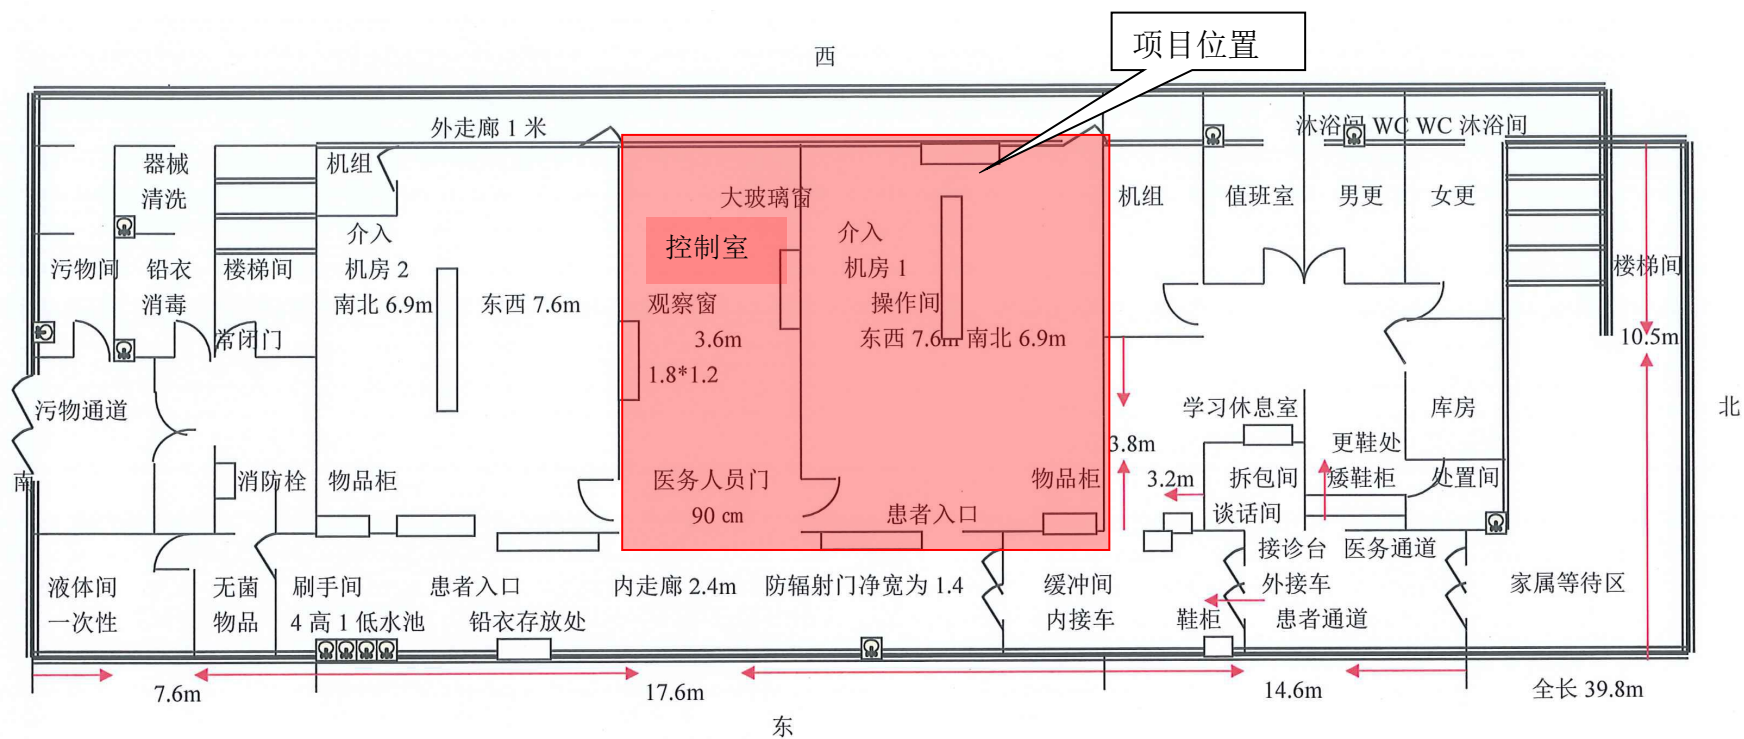 项目位置
西
外走廊 1 米
沐浴间 WC WC 沐浴间
器械
清洗
机组
大玻璃窗
机组
值班室
男更
女更
控制室
介入
机房 2
南北 6.9m
东西 7.6m
介入
机房 1
操作间
东西 7.6m 南北 6.9m
污物间
铅衣
消毒
楼梯间
常闭门
观察窗
3.6m
1.8*1.2
楼梯间
10.5m
污物通道
学习休息室
库房
北
3.8m
更鞋处
南
消防栓
物品柜
医务人员门
90 ㎝
物品柜
3.2m
拆包间
矮鞋柜
处置间
患者入口
谈话间
接诊台
医务通道
液体间
一次性
无菌
物品
刷手间
4 高 1 低水池
患者入口
铅衣存放处
内走廊 2.4m
防辐射门净宽为 1.4
缓冲间
内接车
外接车
鞋柜
患者通道
家属等待区
7.6m
17.6m
14.6m
全长 39.8m
东